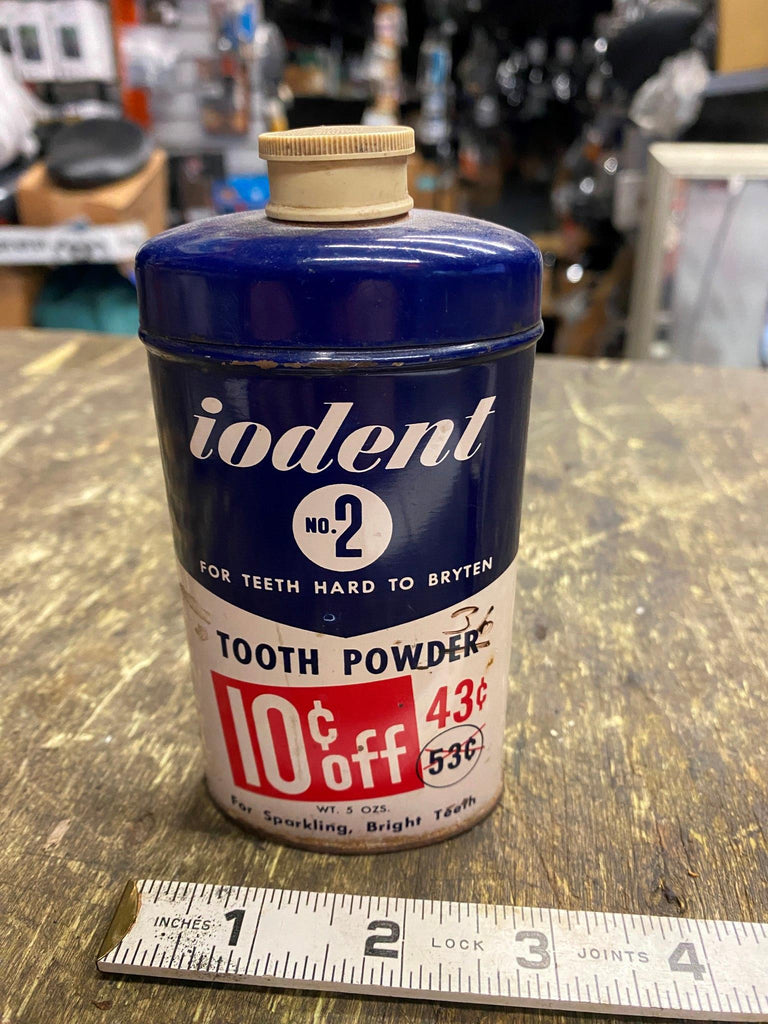 iodent
NO. 2
FOR TEETH HARD TO BRYTEN
TOOTH POWDER
10¢ off
43¢
53¢
WT. 5 OZS.
For Sparkling, Bright Teeth
INCHES 1 2 LOCK 3 JOINTS 4